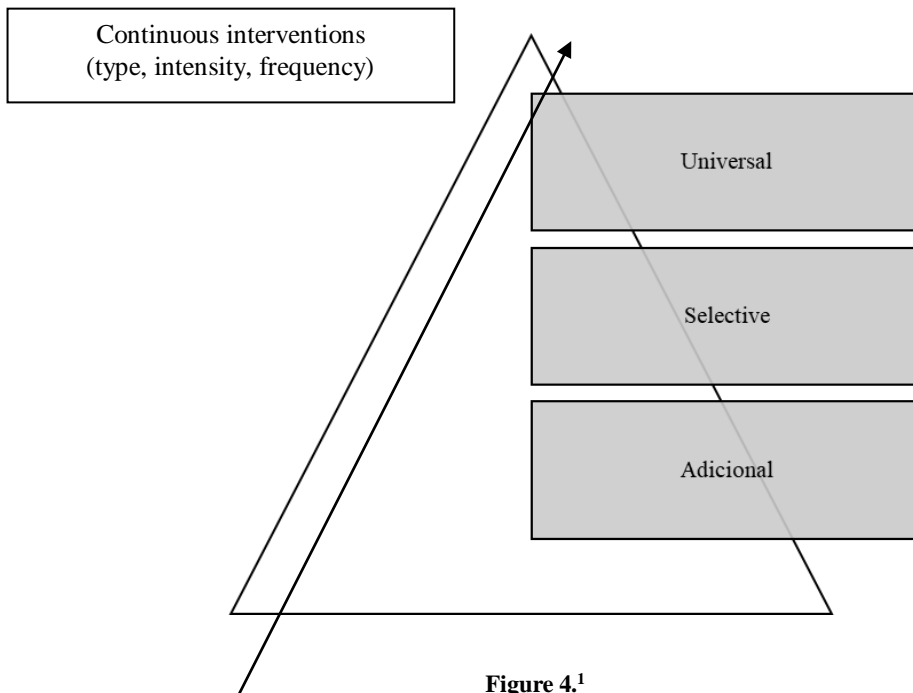 Continuous interventions
(type, intensity, frequency)
Universal
Selective
Adicional
Figure 4.¹